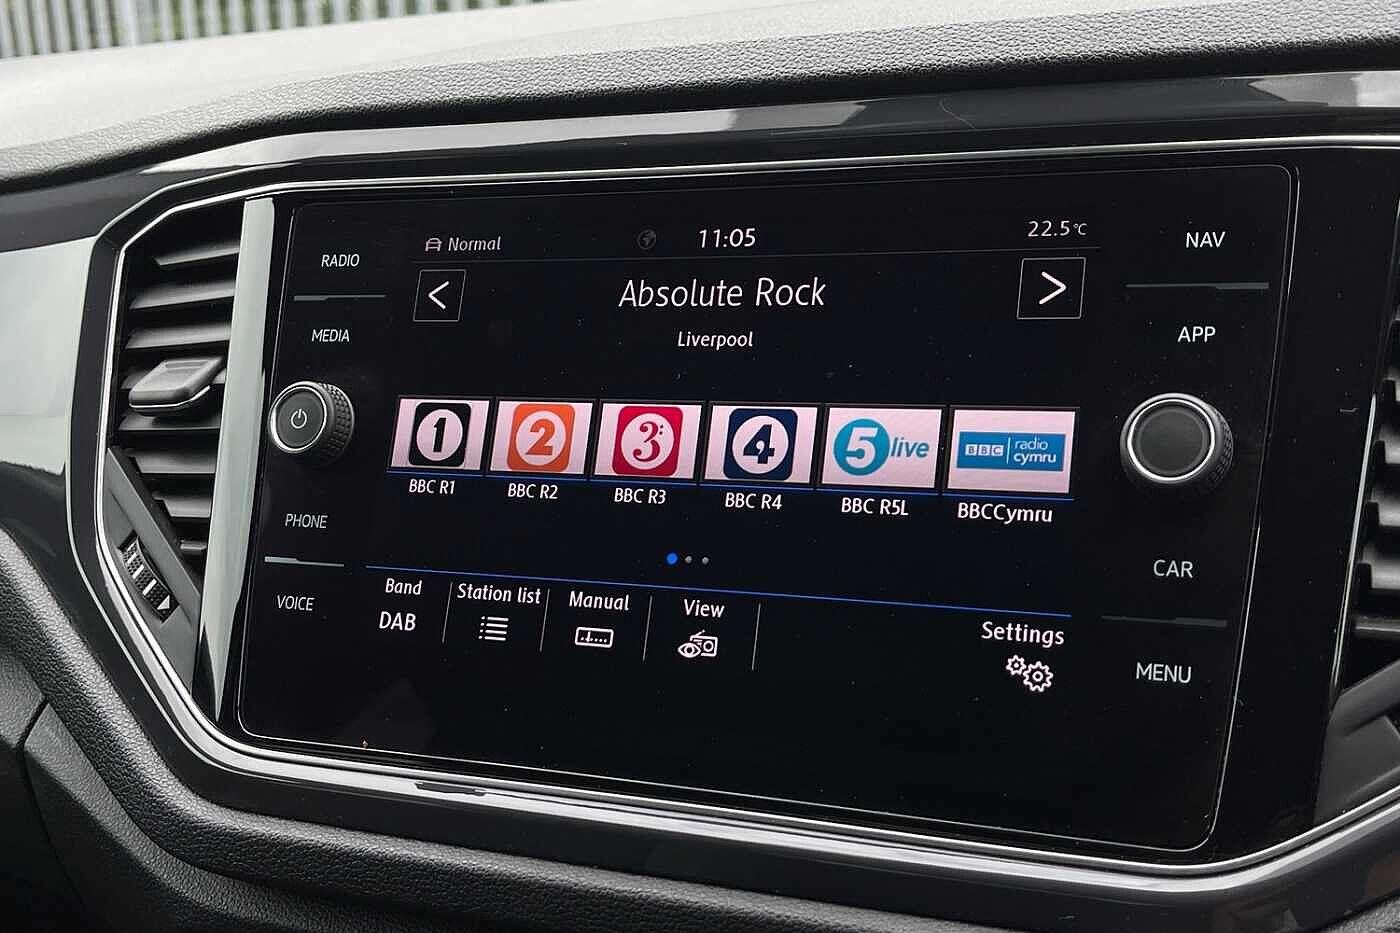 RADIO
MEDIA
PHONE
VOICE
Normal
11:05
22.5°C
<
Absolute Rock
>
Liverpool
1
2
3:
4
5 live
BBC radio
cymru
BBC R1
BBC R2
BBC R3
BBC R4
BBC R5L
BBCCymru
Band
DAB
Station list
Manual
View
Settings
NAV
APP
CAR
MENU